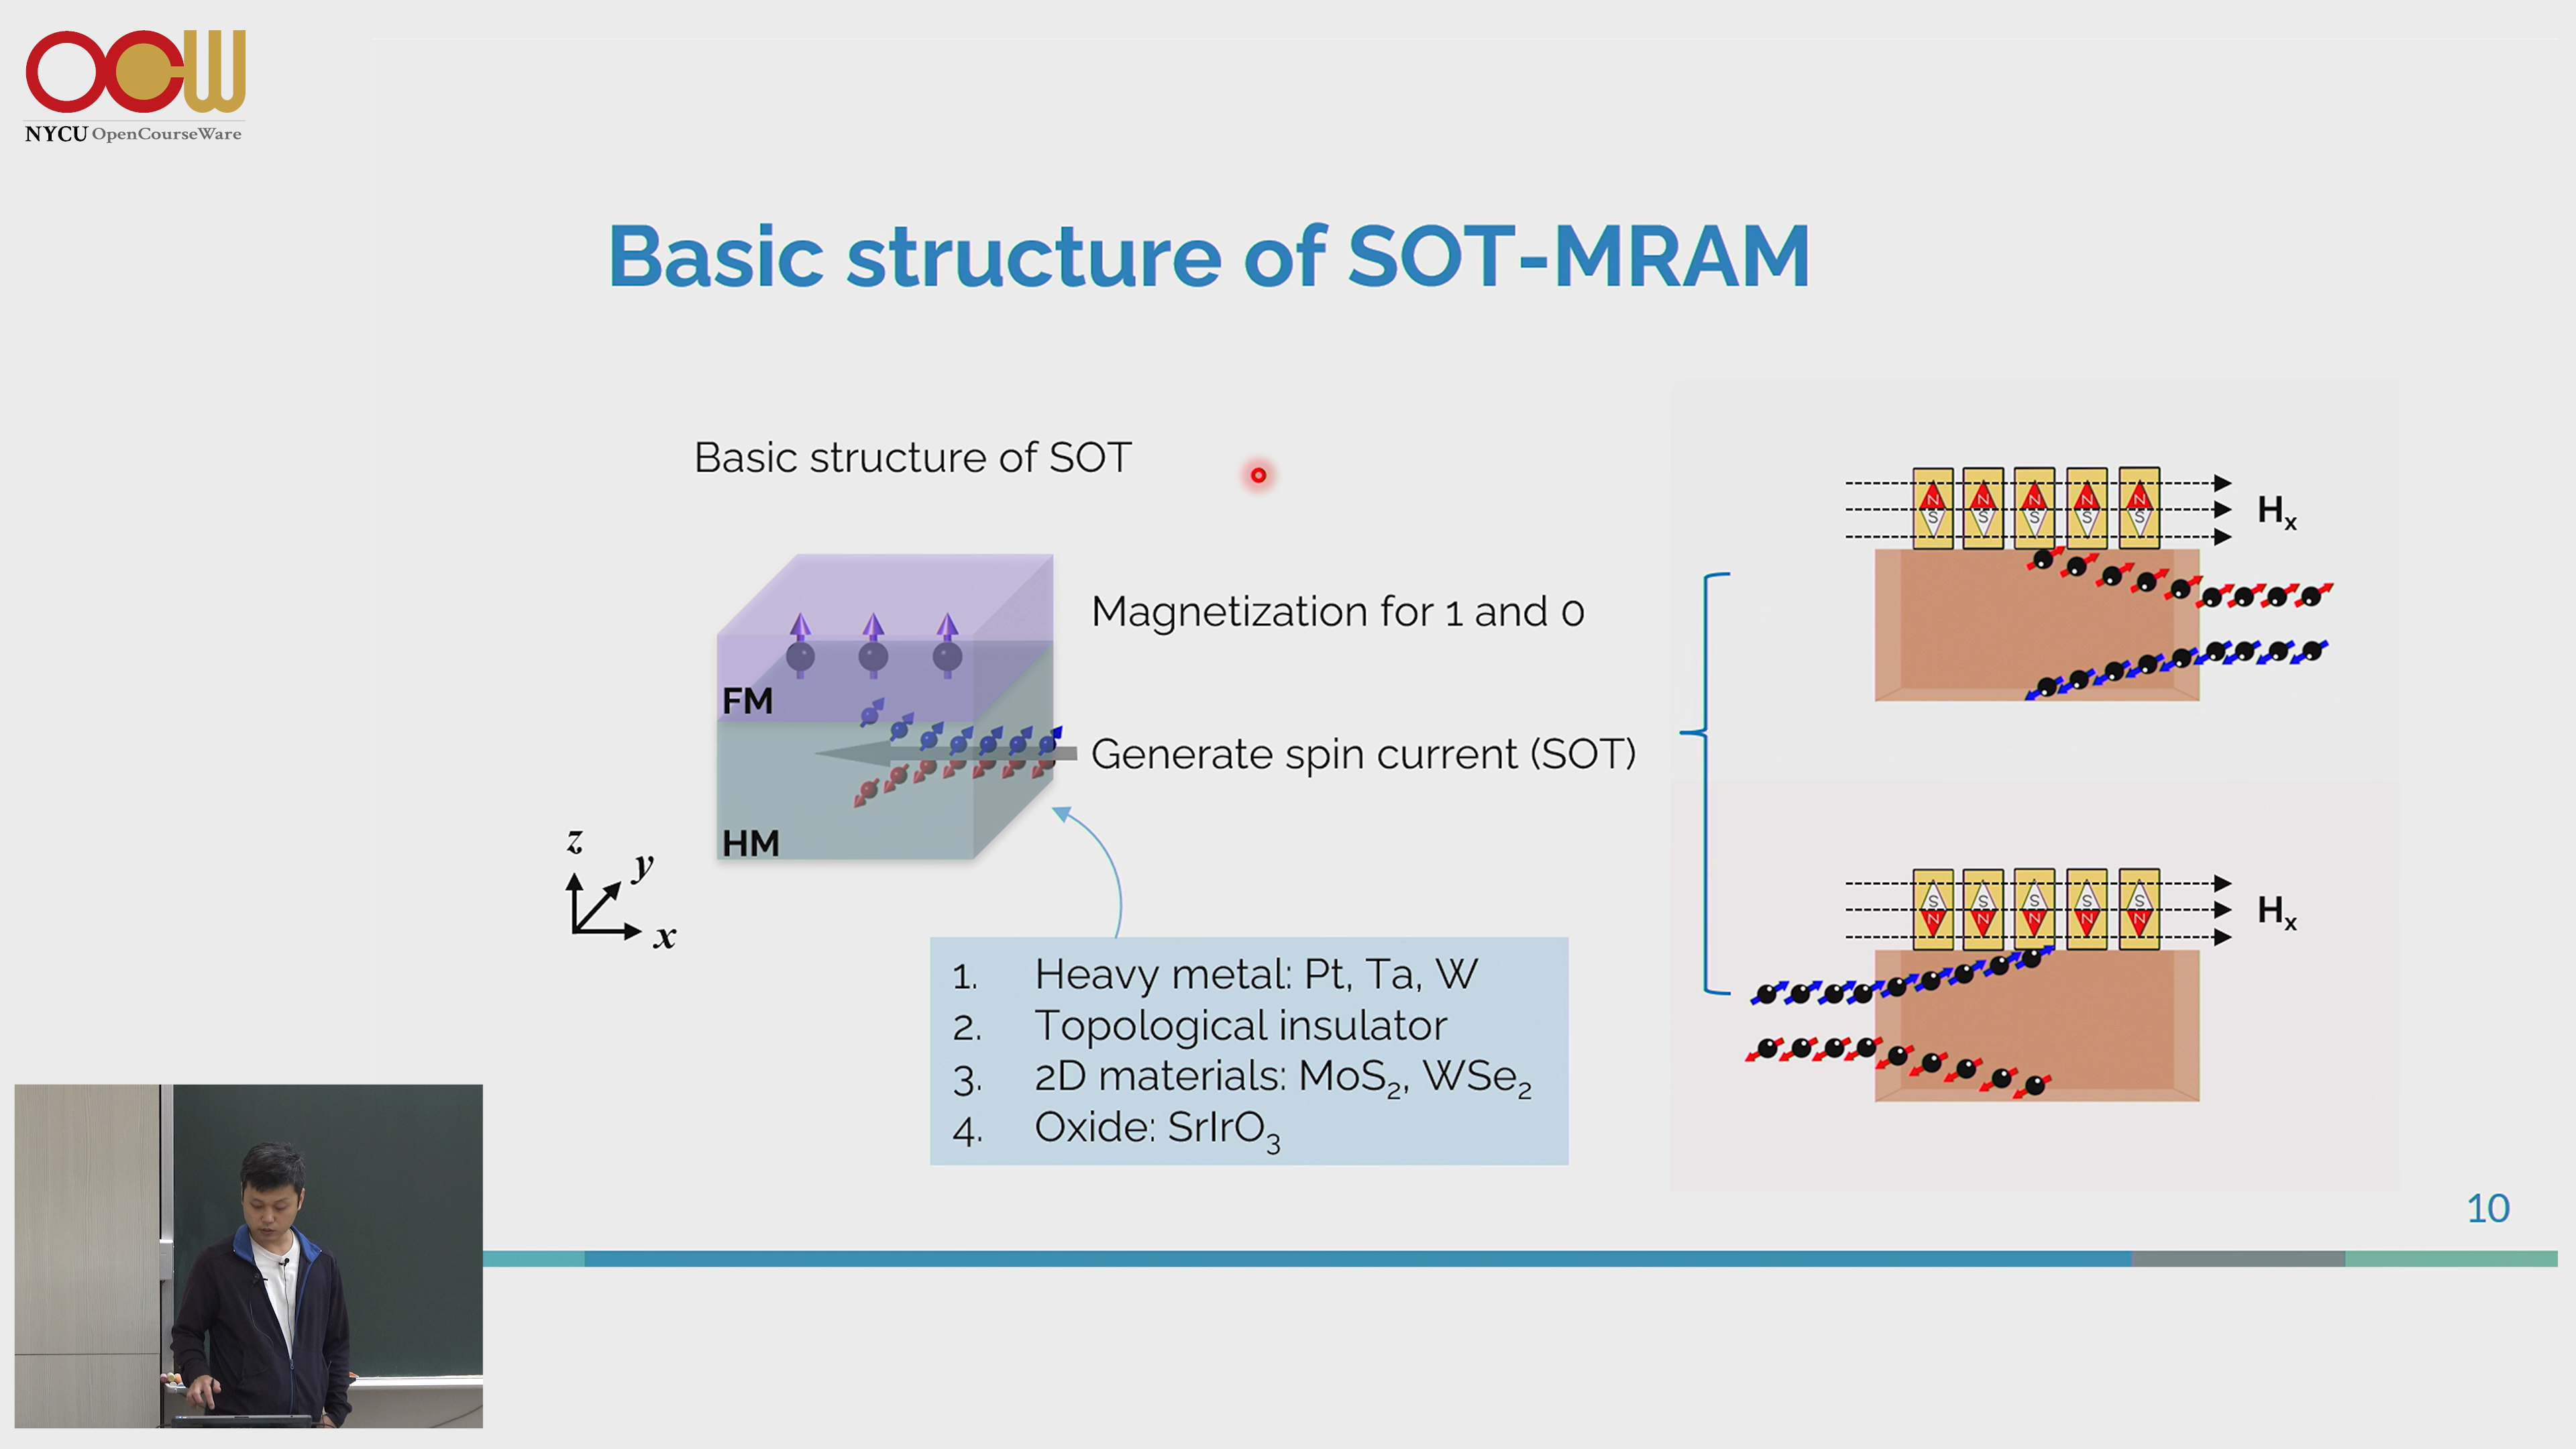 OCW
NYCU OpenCourseWare
Basic structure of SOT-MRAM
Basic structure of SOT
FM
HM
Magnetization for 1 and 0
Generate spin current (SOT)
z
y
x
1. Heavy metal: Pt, Ta, W
2. Topological insulator
3. 2D materials: MoS₂, WSe₂
4. Oxide: SrIrO₃
N N N N N
S S S S S
Hₓ
S S S S S
N N N N N
Hₓ
10